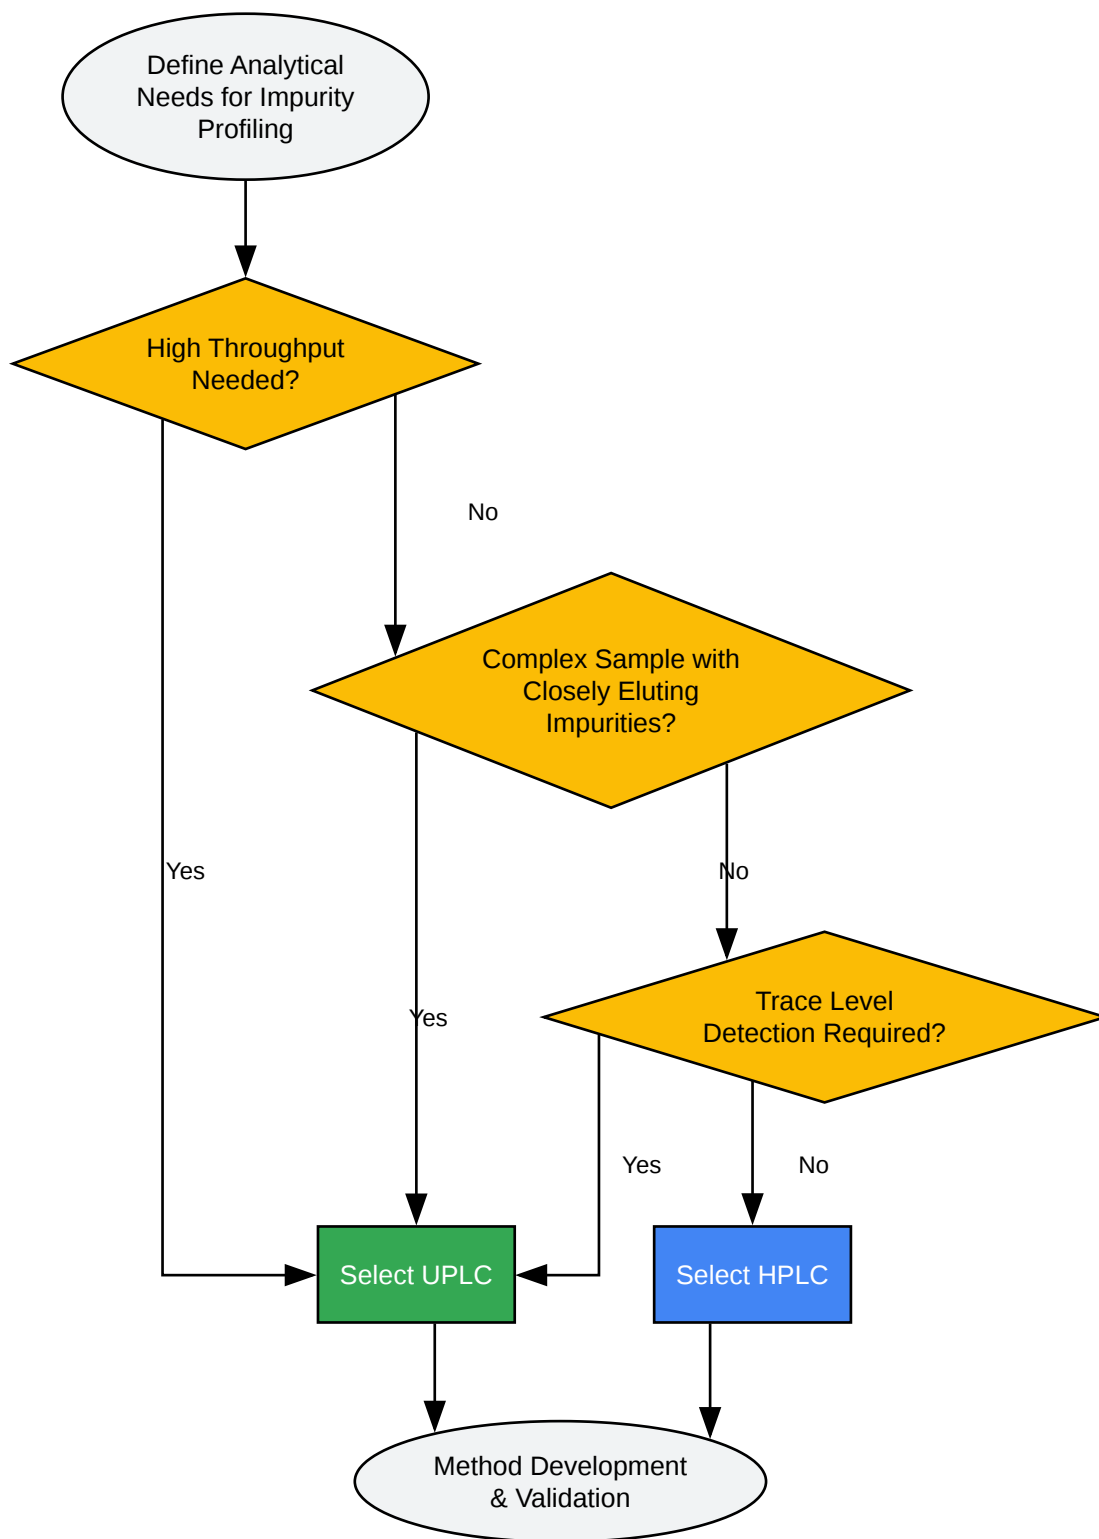 Define Analytical
Needs for Impurity
Profiling
High Throughput
Needed?
No
Complex Sample with
Closely Eluting
Impurities?
Yes
No
Yes
Trace Level
Detection Required?
Yes
No
Select UPLC
Select HPLC
Method Development
& Validation